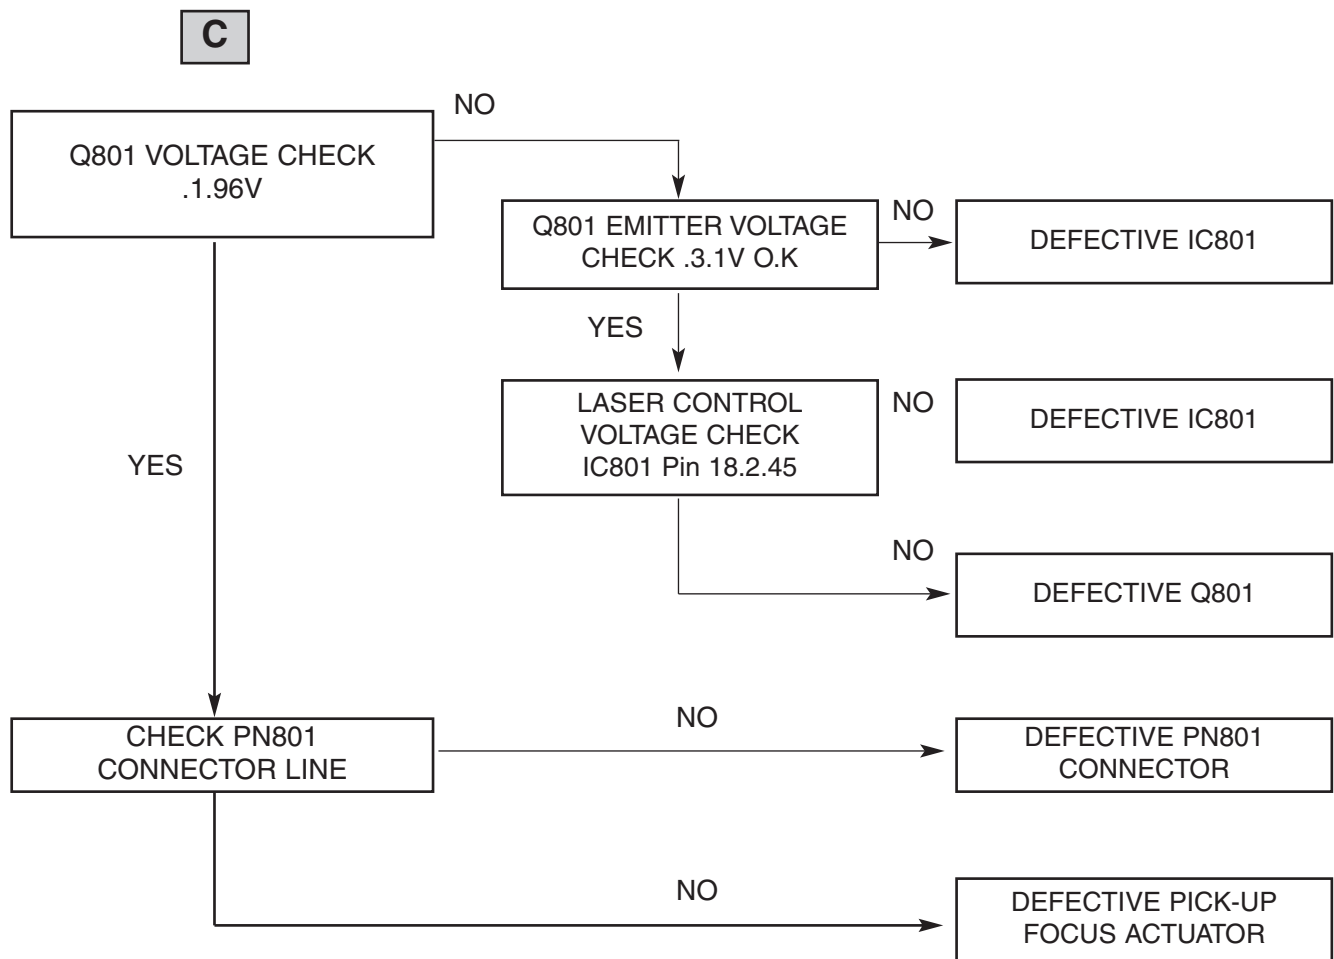 C
NO
Q801 VOLTAGE CHECK
.1.96V
Q801 EMITTER VOLTAGE
CHECK .3.1V O.K
NO
DEFECTIVE IC801
YES
LASER CONTROL
VOLTAGE CHECK
IC801 Pin 18.2.45
NO
DEFECTIVE IC801
YES
NO
DEFECTIVE Q801
CHECK PN801
CONNECTOR LINE
NO
DEFECTIVE PN801
CONNECTOR
NO
DEFECTIVE PICK-UP
FOCUS ACTUATOR